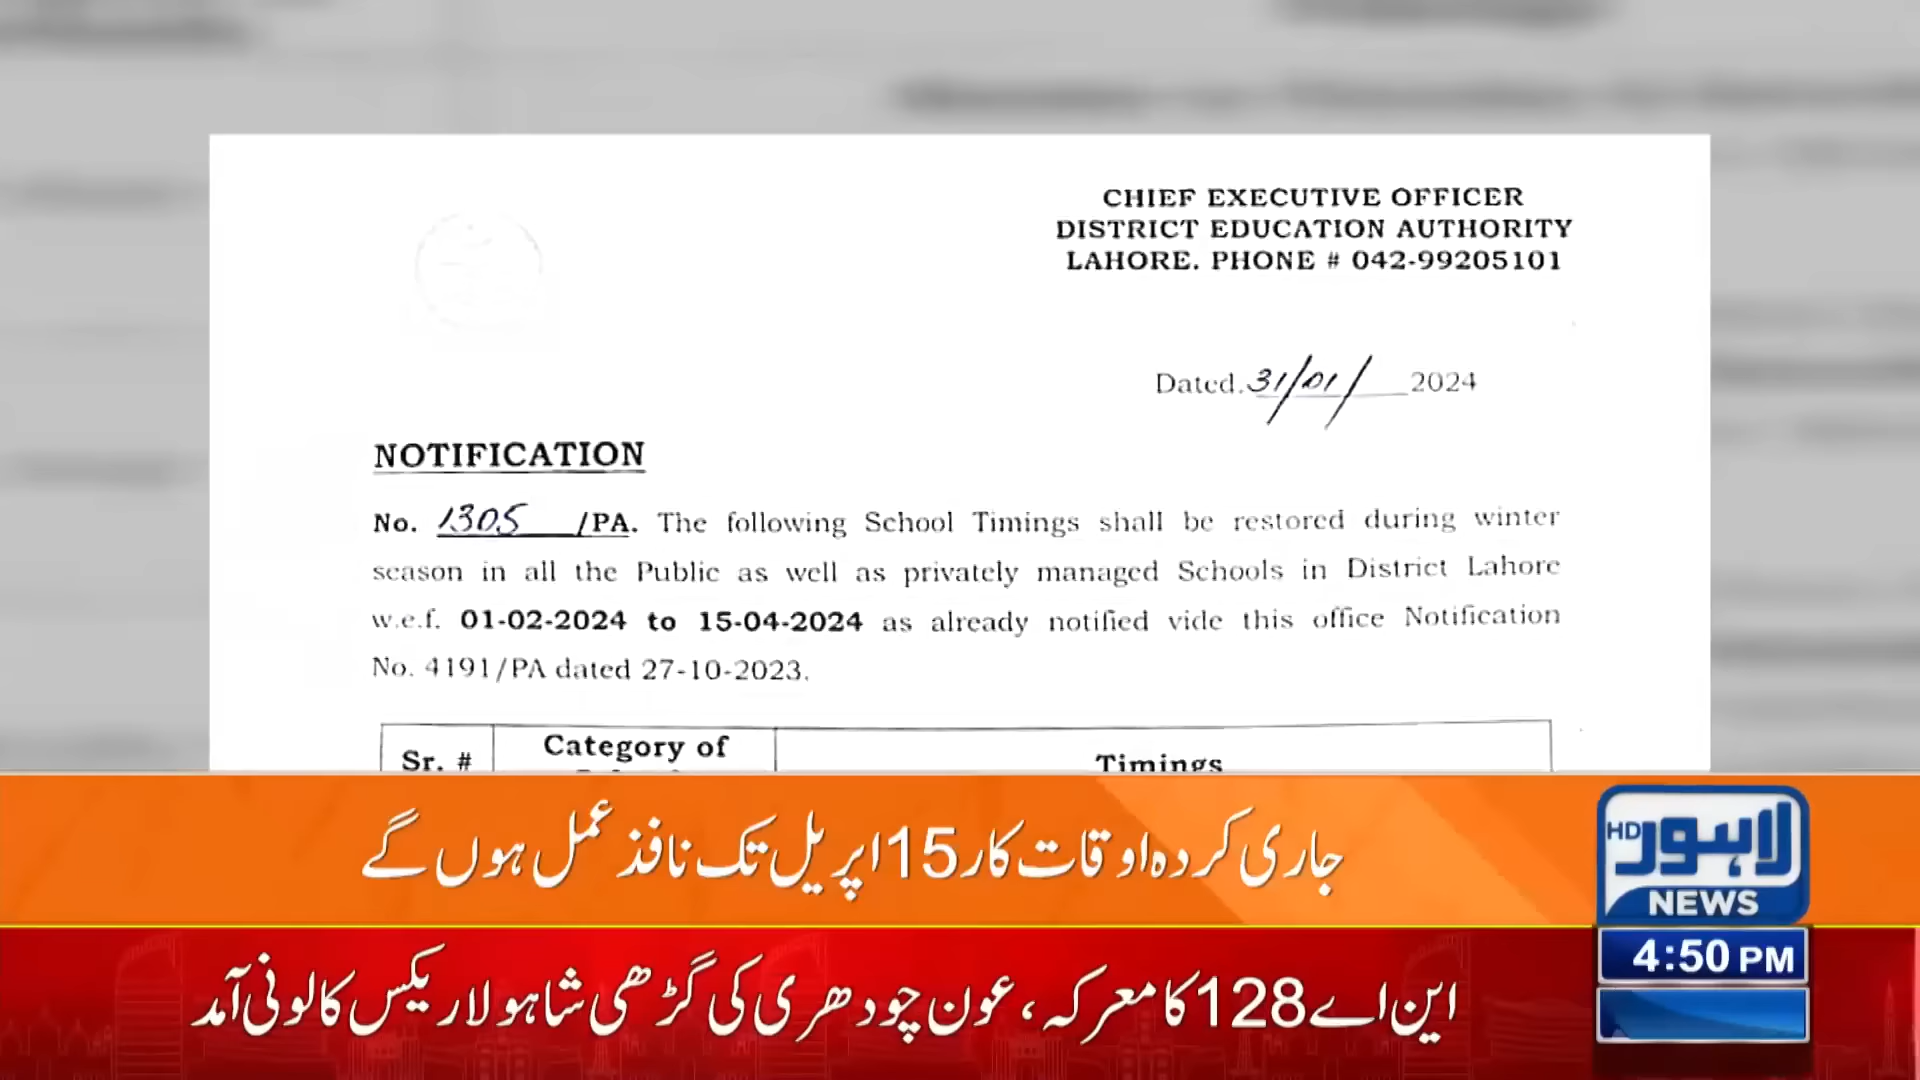 CHIEF EXECUTIVE OFFICER
DISTRICT EDUCATION AUTHORITY
LAHORE. PHONE # 042-99205101
Dated. 31/01/ 2024
NOTIFICATION
No. 1305 /PA. The following School Timings shall be restored during winter
season in all the Public as well as privately managed Schools in District Lahore
w.e.f. 01-02-2024 to 15-04-2024 as already notified vide this office Notification
No. 4191/PA dated 27-10-2023.
Sr. #
Category of
Timings
جاری کردہ اوقات کار 15 اپریل تک نافذ عمل ہوں گے
HD لاہور
NEWS
4:50 PM
این اے 128 کا معرکہ، عون چودھری کی گڑھی شاہو لاریکس کالونی آمد